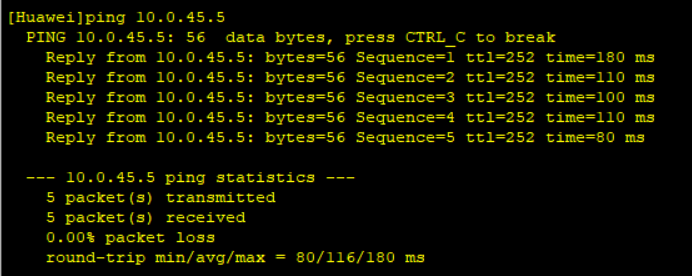 [Huawei]ping 10.0.45.5
PING 10.0.45.5: 56  data bytes, press CTRL_C to break
Reply from 10.0.45.5: bytes=56 Sequence=1 ttl=252 time=180 ms
Reply from 10.0.45.5: bytes=56 Sequence=2 ttl=252 time=110 ms
Reply from 10.0.45.5: bytes=56 Sequence=3 ttl=252 time=100 ms
Reply from 10.0.45.5: bytes=56 Sequence=4 ttl=252 time=110 ms
Reply from 10.0.45.5: bytes=56 Sequence=5 ttl=252 time=80 ms
--- 10.0.45.5 ping statistics ---
5 packet(s) transmitted
5 packet(s) received
0.00% packet loss
round-trip min/avg/max = 80/116/180 ms